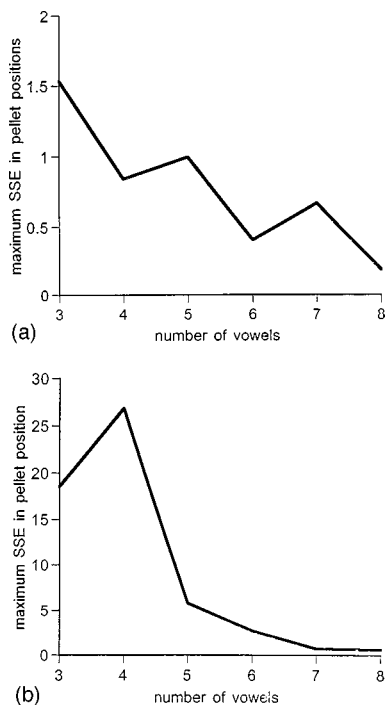 2
1.5
1
0.5
0
3 4 5 6 7 8
maximum SSE in pellet positions
number of vowels
(a)
30
25
20
15
10
5
0
3 4 5 6 7 8
maximum SSE in pellet position
number of vowels
(b)